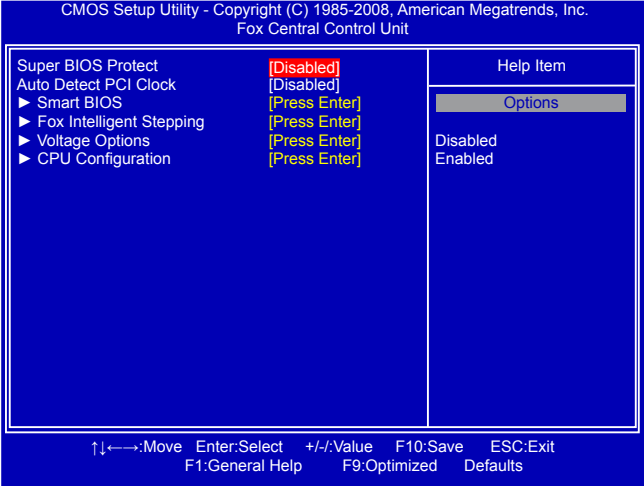 CMOS Setup Utility - Copyright (C) 1985-2008, American Megatrends, Inc.
Fox Central Control Unit
Super BIOS Protect [Disabled]
Auto Detect PCI Clock [Disabled]
► Smart BIOS [Press Enter]
► Fox Intelligent Stepping [Press Enter]
► Voltage Options [Press Enter]
► CPU Configuration [Press Enter]
Help Item
Options
Disabled
Enabled
↑↓←→:Move Enter:Select +/-/:Value F10:Save ESC:Exit
F1:General Help F9:Optimized Defaults